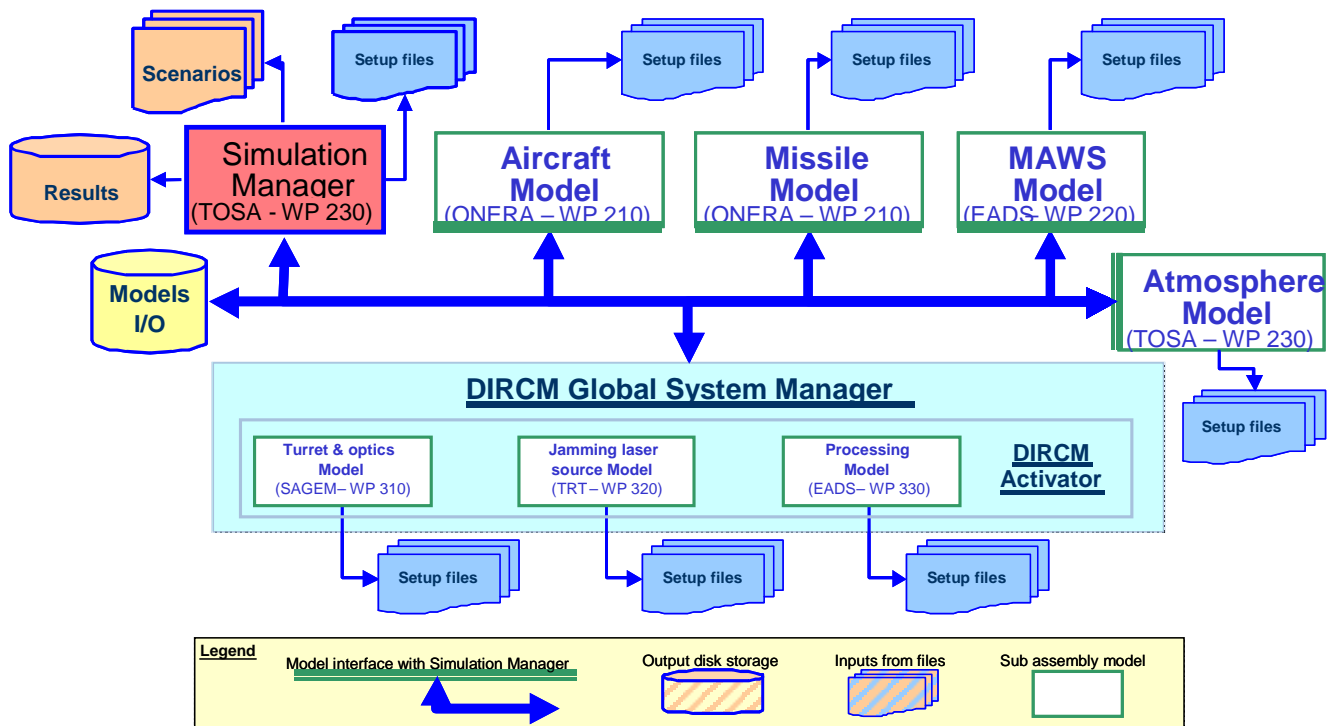 Scenarios
Setup files
Setup files
Setup files
Setup files
Results
Simulation
Manager
(TOSA - WP 230)
Aircraft
Model
(ONERA – WP 210)
Missile
Model
(ONERA – WP 210)
MAWS
Model
(EADS– WP 220)
Models
I/O
Atmosphere
Model
(TOSA – WP 230)
Setup files
DIRCM Global System Manager
Turret & optics
Model
(SAGEM– WP 310)
Jamming laser
source Model
(TRT– WP 320)
Processing
Model
(EADS– WP 330)
DIRCM
Activator
Setup files
Setup files
Setup files
Legend
Model interface with Simulation Manager
Output disk storage
Inputs from files
Sub assembly model